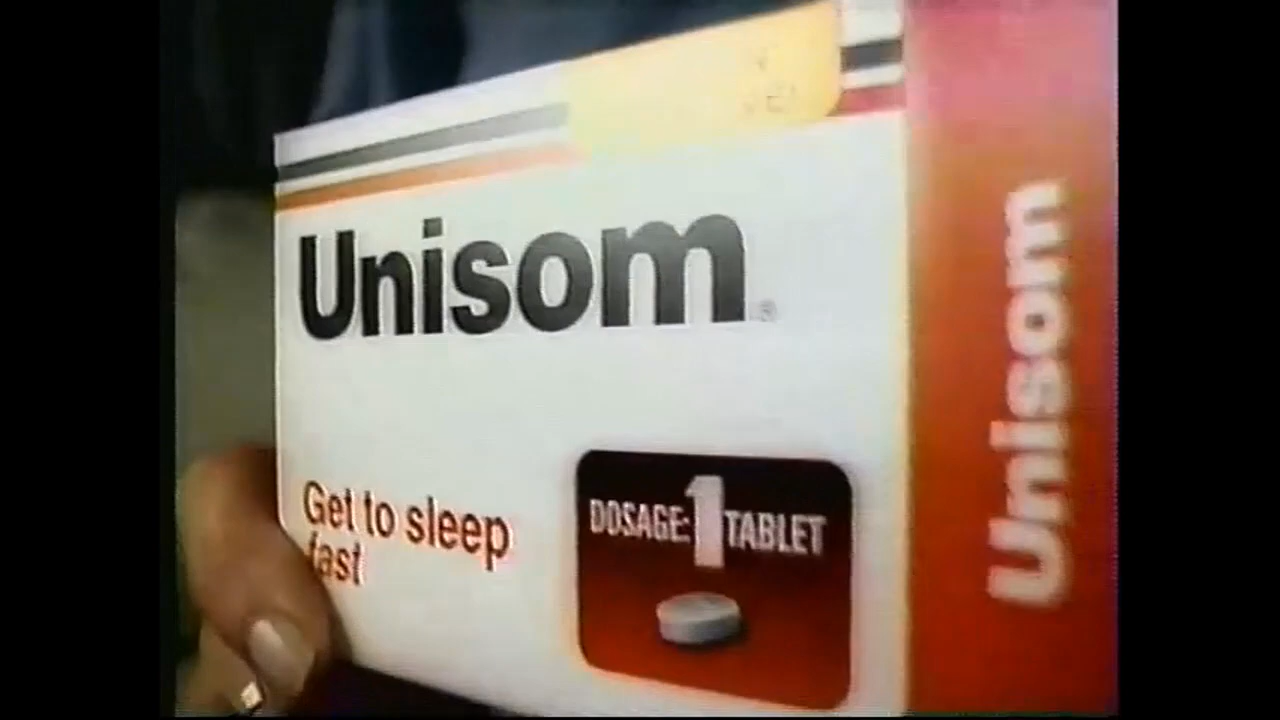 Unisom®
Get to sleep
fast
DOSAGE: 1 TABLET
Unisom